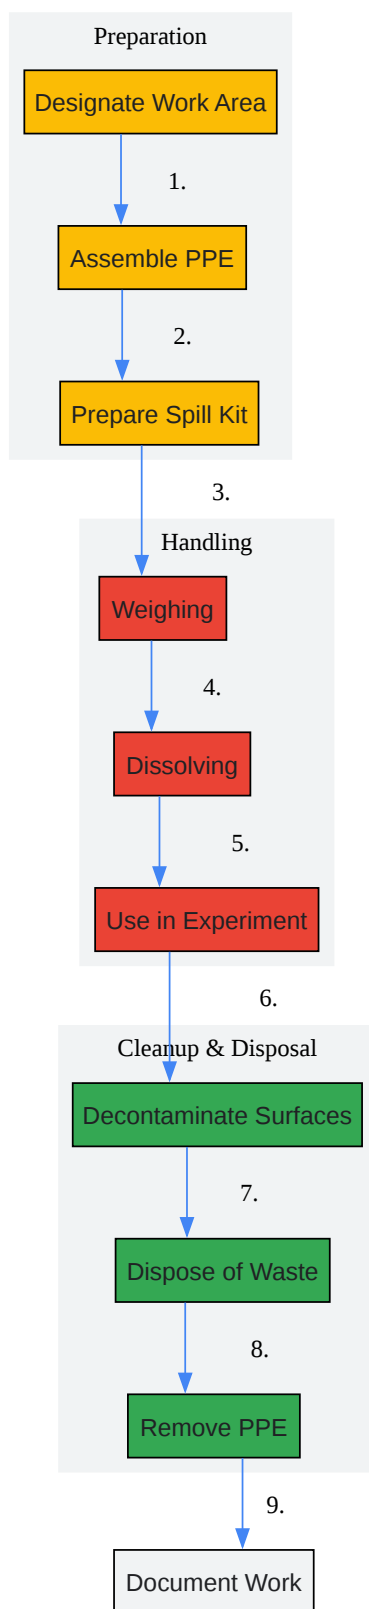 Preparation
Designate Work Area
1.
Assemble PPE
2.
Prepare Spill Kit
3.
Handling
Weighing
4.
Dissolving
5.
Use in Experiment
6.
Cleanup & Disposal
Decontaminate Surfaces
7.
Dispose of Waste
8.
Remove PPE
9.
Document Work